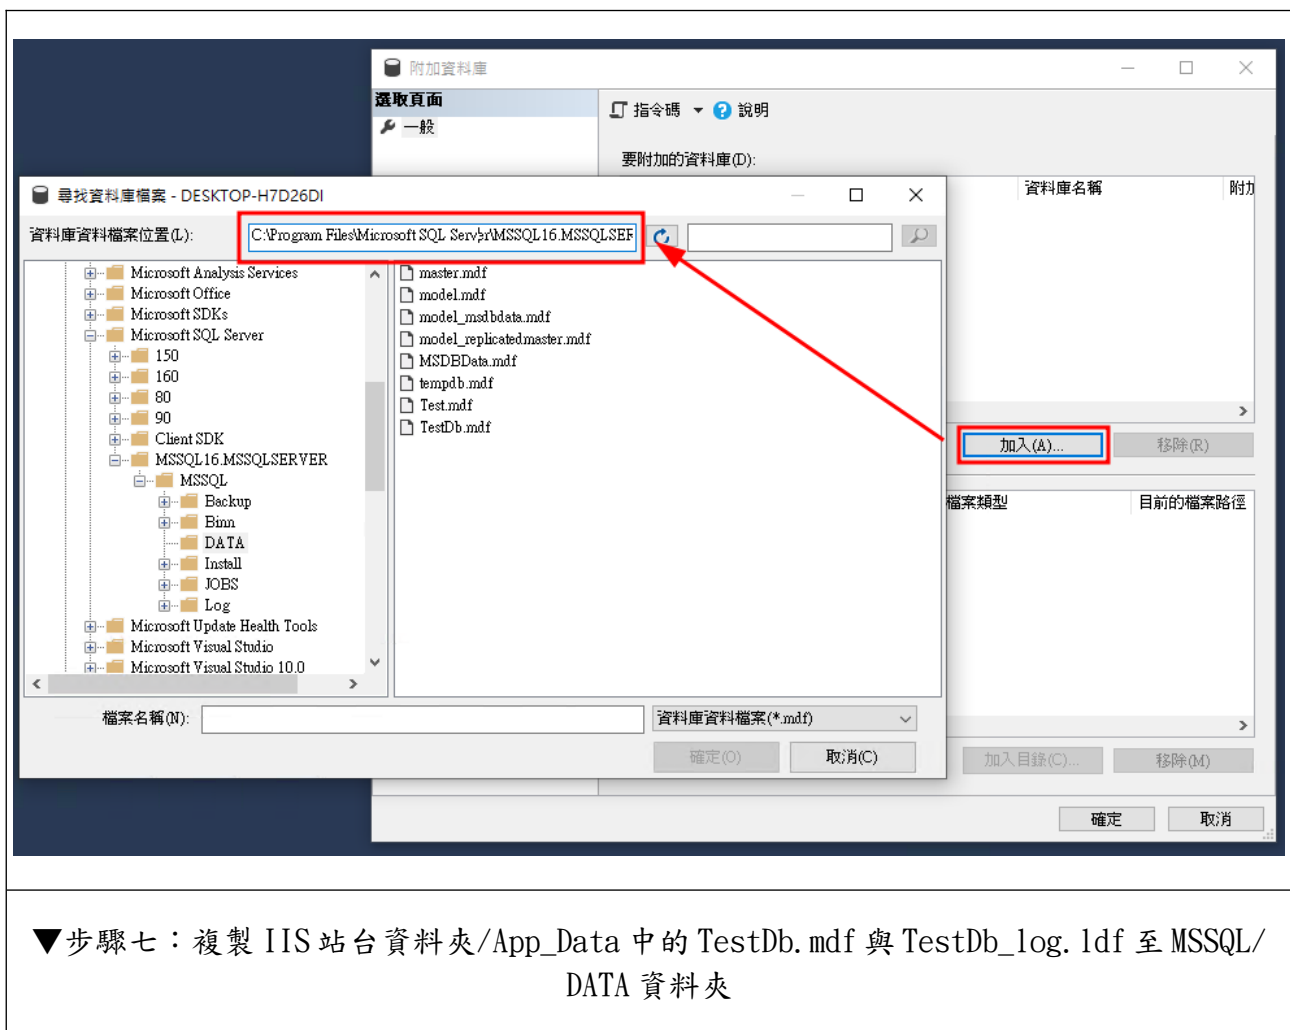 附加資料庫
選取頁面
一般
指令碼 說明
要附加的資料庫(D):
資料庫名稱 附加
尋找資料庫檔案 - DESKTOP-H7D26DI
資料庫資料檔案位置(L):
C:\Program Files\Microsoft SQL Server\MSSQL16.MSSQLSER
Microsoft Analysis Services
Microsoft Office
Microsoft SDKs
Microsoft SQL Server
150
160
80
90
Client SDK
MSSQL16.MSSQLSERVER
MSSQL
Backup
Binn
DATA
Install
JOBS
Log
Microsoft Update Health Tools
Microsoft Visual Studio
Microsoft Visual Studio 10.0
master.mdf
model.mdf
model_msdbdata.mdf
model_replicatedmaster.mdf
MSDBData.mdf
tempdb.mdf
Test.mdf
TestDb.mdf
檔案名稱(N):
資料庫資料檔案(*.mdf)
確定(O) 取消(C)
加入(A)... 移除(R)
檔案類型 目前的檔案路徑
加入目錄(C)... 移除(M)
確定 取消
▼步驟七：複製 IIS 站台資料夾/App_Data 中的 TestDb.mdf 與 TestDb_log.ldf 至 MSSQL/
DATA 資料夾